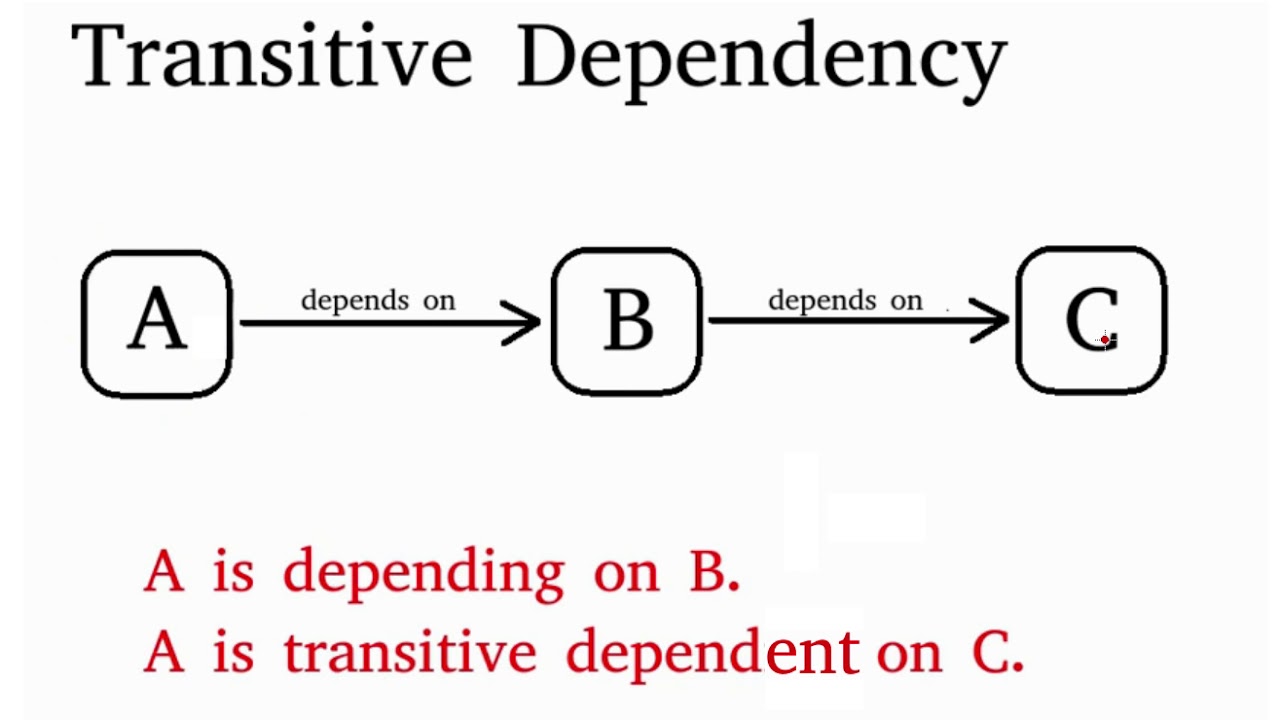 Transitive Dependency
A depends on B depends on C
A is depending on B.
A is transitive dependent on C.